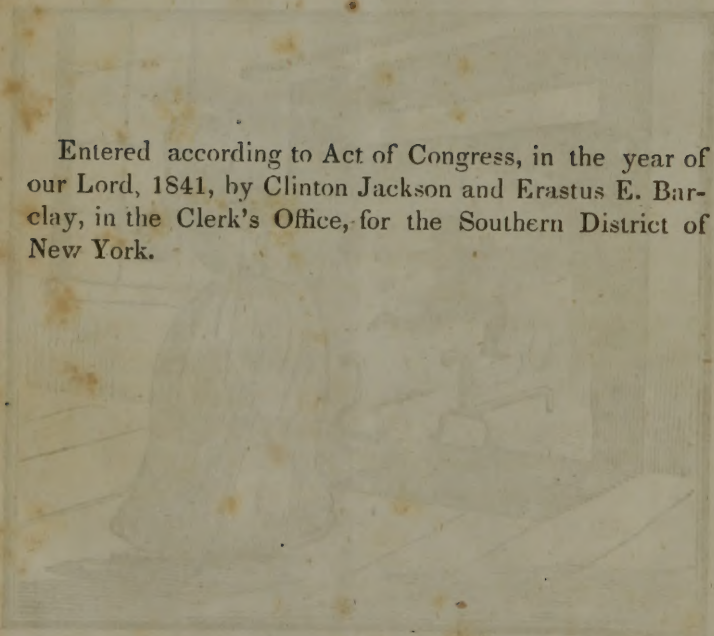 Entered according to Act of Congress, in the year of
our Lord, 1841, by Clinton Jackson and Erastus E. Bar-
clay, in the Clerk's Office, for the Southern District of
New York.